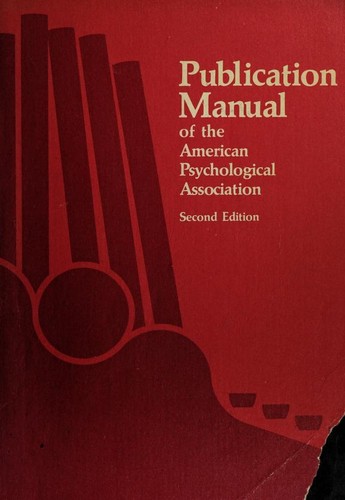 Publication
Manual
of the
American
Psychological
Association
Second Edition